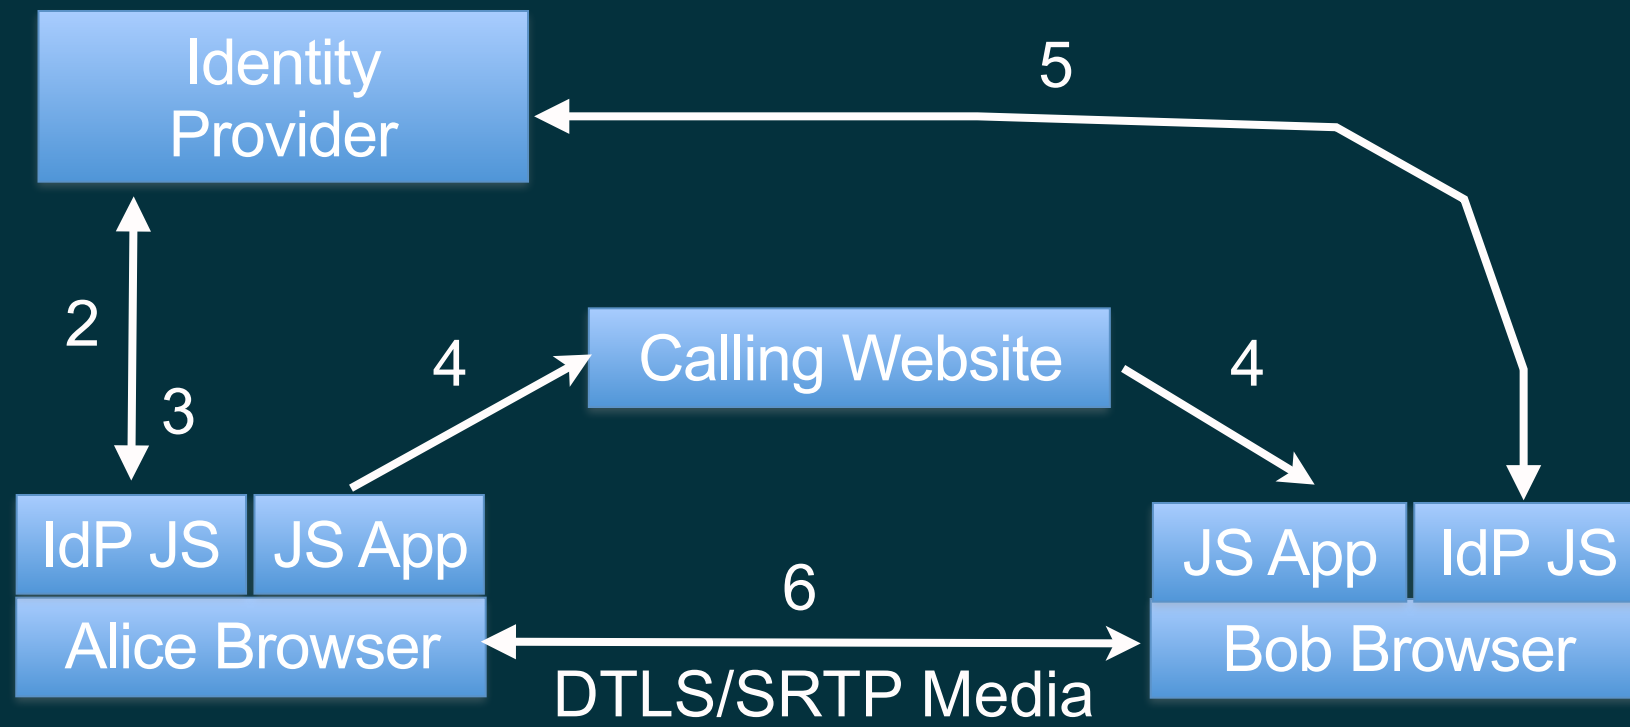 Identity
Provider
5
2
3
4
Calling Website
4
IdP JS
JS App
JS App
IdP JS
6
Alice Browser
Bob Browser
DTLS/SRTP Media